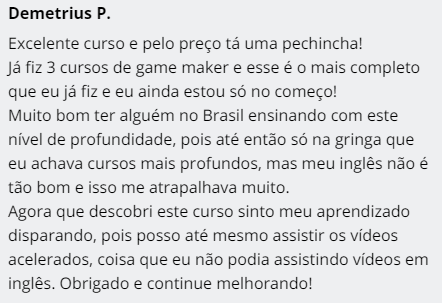 Demetrius P.
Excelente curso e pelo preço tá uma pechincha!
Já fiz 3 cursos de game maker e esse é o mais completo
que eu já fiz e eu ainda estou só no começo!
Muito bom ter alguém no Brasil ensinando com este
nível de profundidade, pois até então só na gringa que
eu achava cursos mais profundos, mas meu inglês não é
tão bom e isso me atrapalhava muito.
Agora que descobri este curso sinto meu aprendizado
disparando, pois posso até mesmo assistir os vídeos
acelerados, coisa que eu não podia assistindo vídeos em
inglês. Obrigado e continue melhorando!